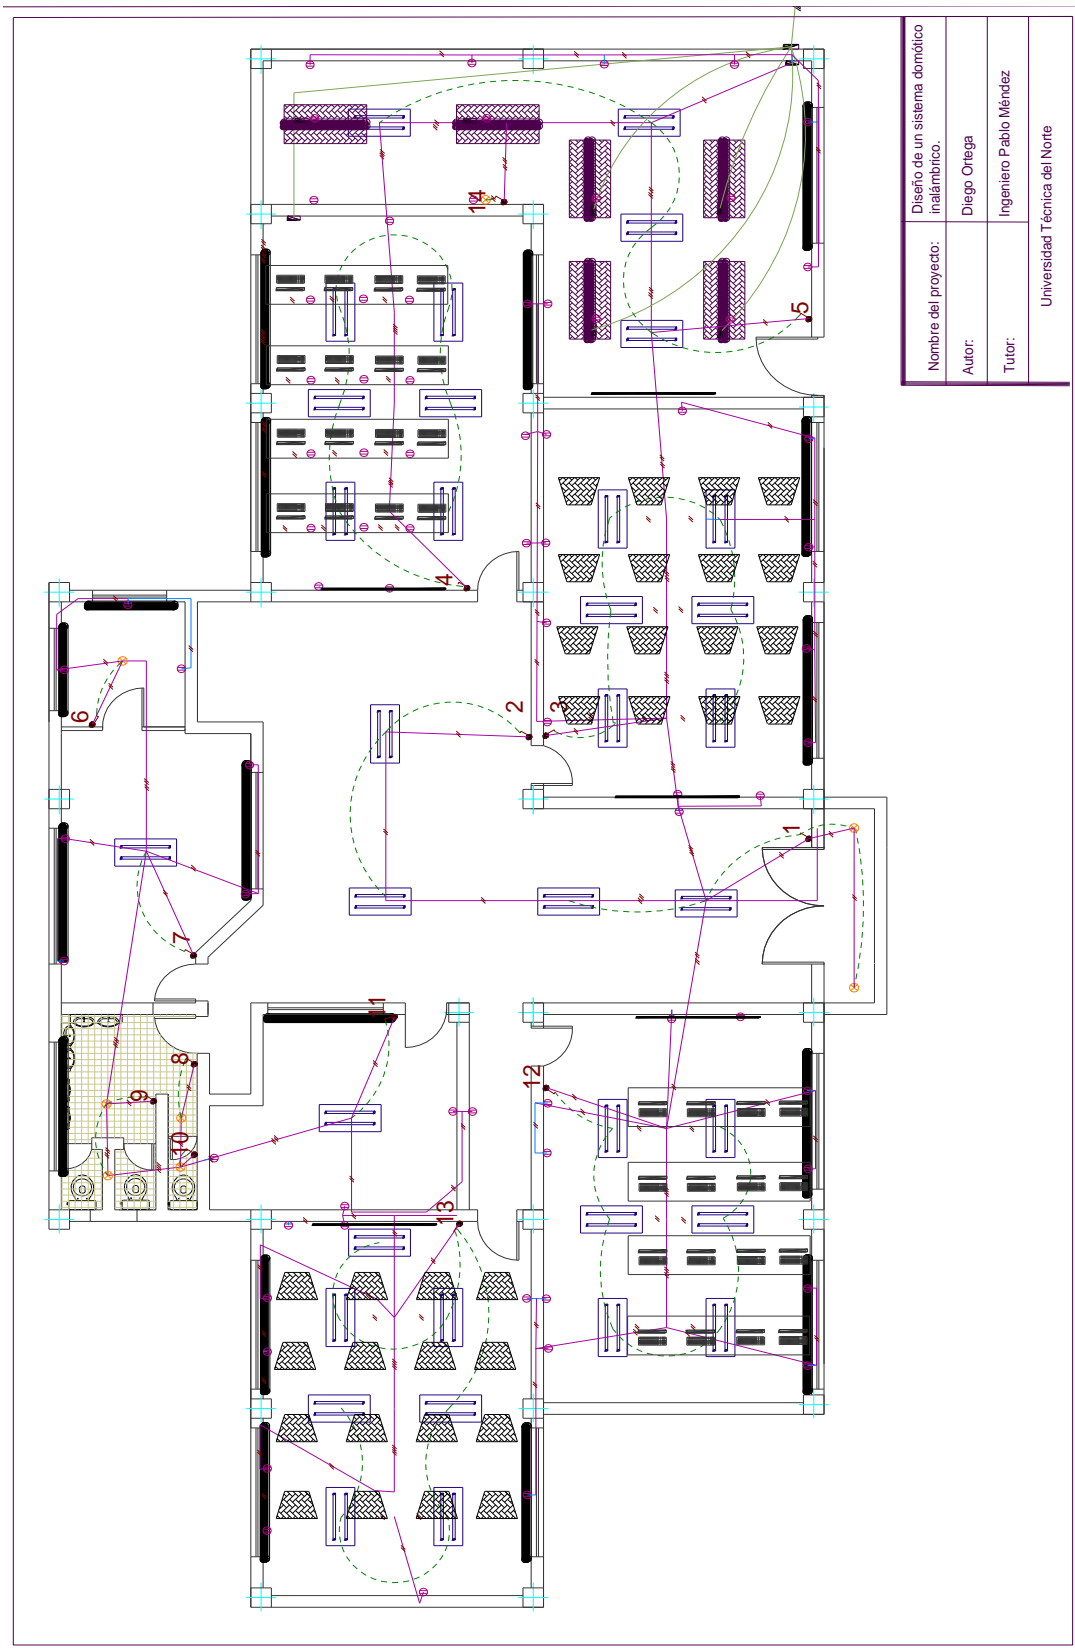 Nombre del proyecto:
Diseño de un sistema domótico
inalámbrico.
Autor:
Diego Ortega
Tutor:
Ingeniero Pablo Méndez
Universidad Técnica del Norte
14
5
4
6
2
3
1
7
11
8
9
10
12
13